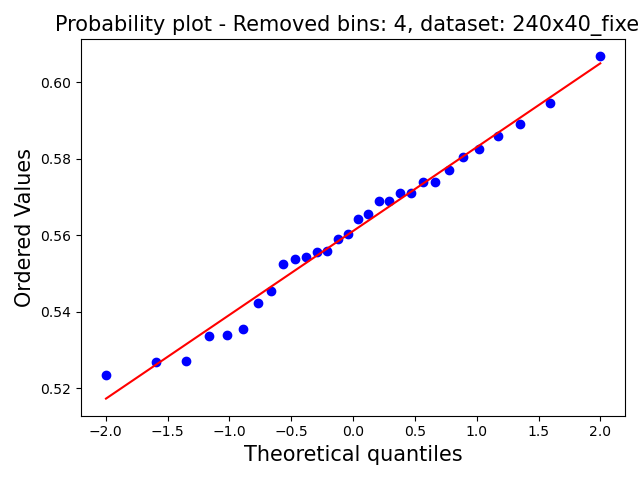 Probability plot - Removed bins: 4, dataset: 240x40_fixe
Ordered Values
0.60
0.58
0.56
0.54
0.52
−2.0 −1.5 −1.0 −0.5 0.0 0.5 1.0 1.5 2.0
Theoretical quantiles